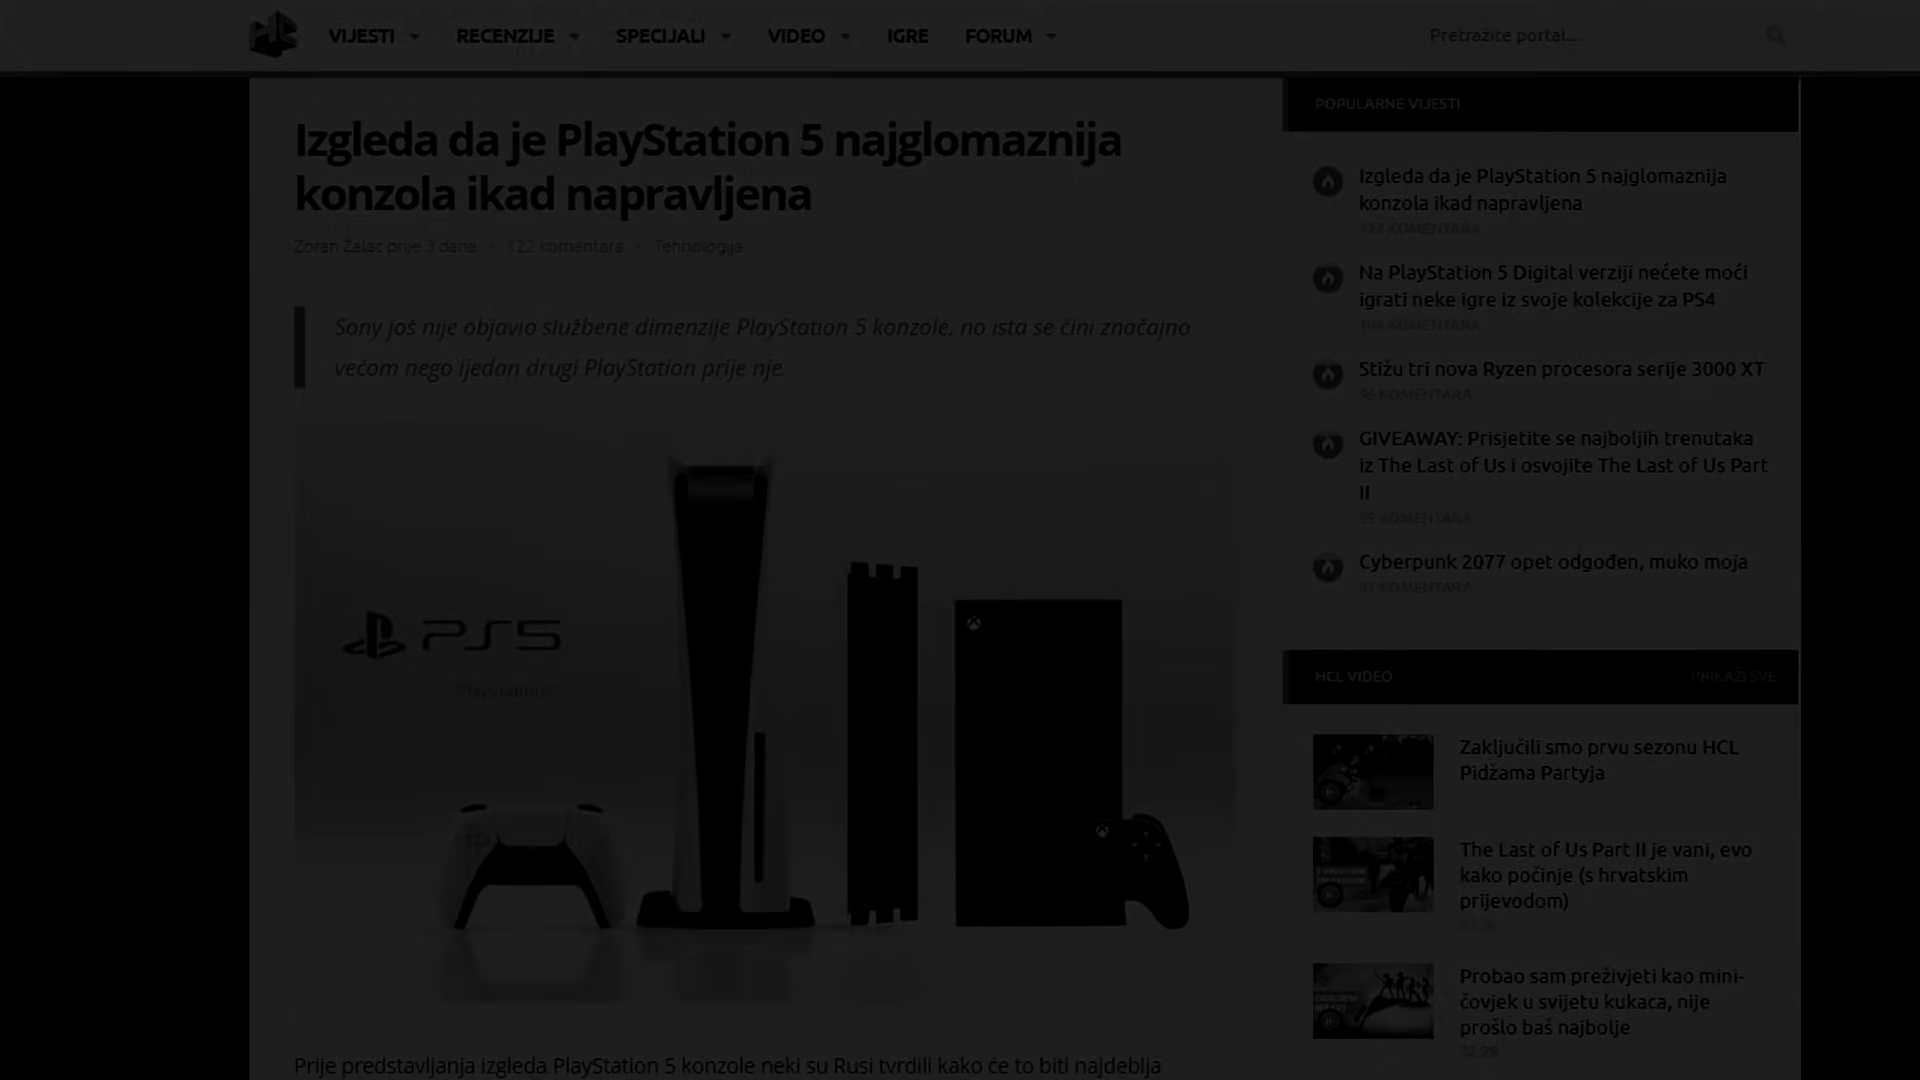 VIJESTI RECENZIJE SPECIJALI VIDEO IGRE FORUM Pretražite portal...
Izgleda da je PlayStation 5 najglomaznija
konzola ikad napravljena
Zoran Žalac prije 3 dana • 122 komentara • Tehnologija
Sony još nije objavio službene dimenzije PlayStation 5 konzole, no ista se čini značajno
većom nego ijedan drugi PlayStation prije nje.
PS5
PlayStation®5
Prije predstavljanja izgleda PlayStation 5 konzole neki su Rusi tvrdili kako će to biti najdeblja
POPULARNE VIJESTI
Izgleda da je PlayStation 5 najglomaznija
konzola ikad napravljena
122 KOMENTARA
Na PlayStation 5 Digital verziji nećete moći
igrati neke igre iz svoje kolekcije za PS4
104 KOMENTARA
Stižu tri nova Ryzen procesora serije 3000 XT
KOMENTARA
GIVEAWAY: Prisjetite se najboljih trenutaka
iz The Last of Us i osvojite The Last of Us Part
II
KOMENTARA
Cyberpunk 2077 opet odgođen, muko moja
KOMENTARA
HCL VIDEO PRIKAŽI SVE
Zaključili smo prvu sezonu HCL
Pidžama Partyja
The Last of Us Part II je vani, evo
kako počinje (s hrvatskim
prijevodom)
Probao sam preživjeti kao mini-
čovjek u svijetu kukaca, nije
prošlo baš najbolje
12:28